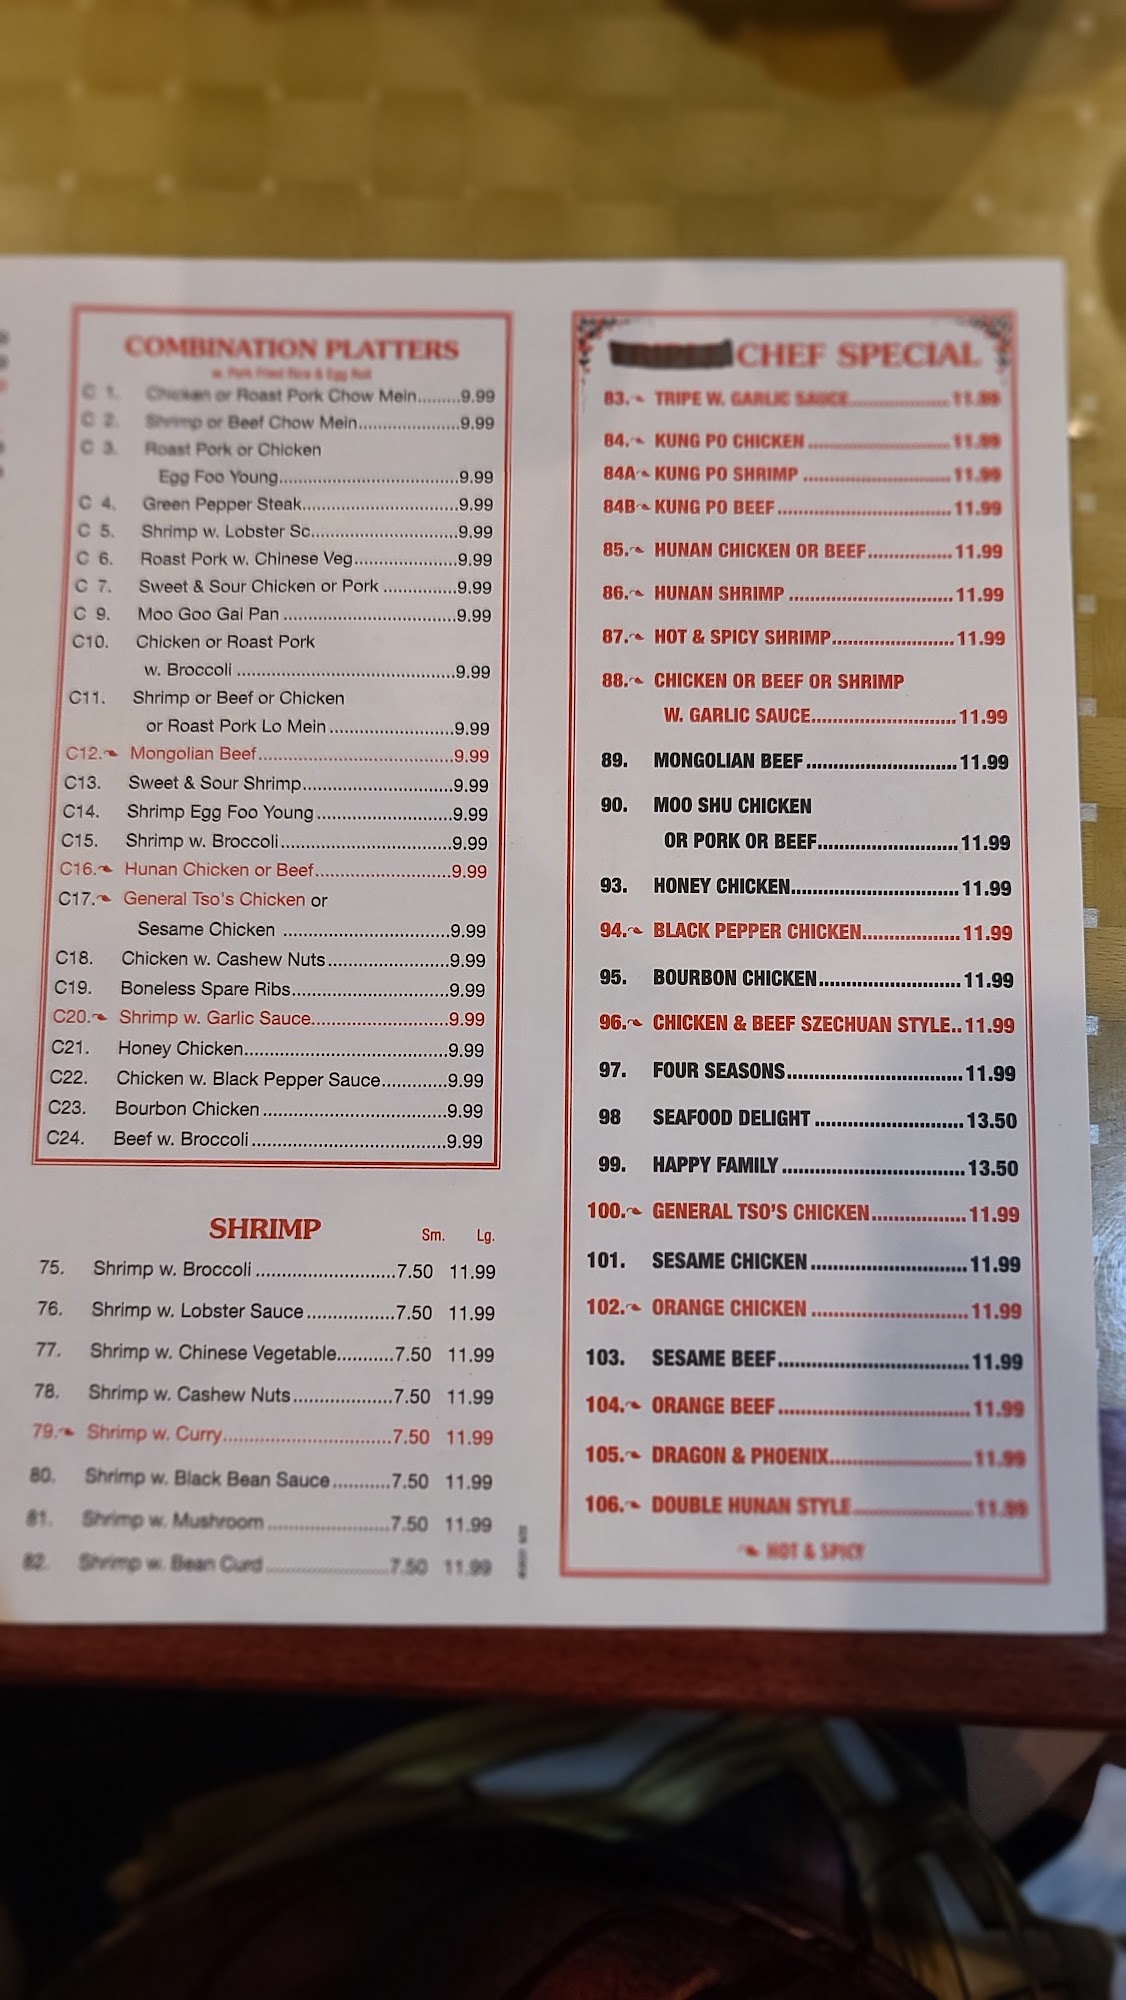 COMBINATION PLATTERS
w. Pork Fried Rice & Egg Roll
C 1. Chicken or Roast Pork Chow Mein.........9.99
C 2. Shrimp or Beef Chow Mein.....................9.99
C 3. Roast Pork or Chicken
Egg Foo Young......................................9.99
C 4. Green Pepper Steak................................9.99
C 5. Shrimp w. Lobster Sc..............................9.99
C 6. Roast Pork w. Chinese Veg.....................9.99
C 7. Sweet & Sour Chicken or Pork ...............9.99
C 9. Moo Goo Gai Pan ...................................9.99
C10. Chicken or Roast Pork
w. Broccoli .............................................9.99
C11. Shrimp or Beef or Chicken
or Roast Pork Lo Mein..........................9.99
C12. Mongolian Beef........................................9.99
C13. Sweet & Sour Shrimp...............................9.99
C14. Shrimp Egg Foo Young............................9.99
C15. Shrimp w. Broccoli...................................9.99
C16. Hunan Chicken or Beef............................9.99
C17. General Tso's Chicken or
Sesame Chicken ..................................9.99
C18. Chicken w. Cashew Nuts.........................9.99
C19. Boneless Spare Ribs................................9.99
C20. Shrimp w. Garlic Sauce............................9.99
C21. Honey Chicken.........................................9.99
C22. Chicken w. Black Pepper Sauce.............9.99
C23. Bourbon Chicken.....................................9.99
C24. Beef w. Broccoli.......................................9.99
SHRIMP Sm. Lg.
75. Shrimp w. Broccoli............................7.50 11.99
76. Shrimp w. Lobster Sauce..................7.50 11.99
77. Shrimp w. Chinese Vegetable...........7.50 11.99
78. Shrimp w. Cashew Nuts....................7.50 11.99
79. Shrimp w. Curry..................................7.50 11.99
80. Shrimp w. Black Bean Sauce...........7.50 11.99
81. Shrimp w. Mushroom........................7.50 11.99
82. Shrimp w. Bean Curd........................7.50 11.99
CHEF SPECIAL
83. TRIPE W. GARLIC SAUCE....................11.99
84. KUNG PO CHICKEN............................11.99
84A KUNG PO SHRIMP.............................11.99
84B KUNG PO BEEF..................................11.99
85. HUNAN CHICKEN OR BEEF................11.99
86. HUNAN SHRIMP................................11.99
87. HOT & SPICY SHRIMP........................11.99
88. CHICKEN OR BEEF OR SHRIMP
W. GARLIC SAUCE............................11.99
89. MONGOLIAN BEEF.............................11.99
90. MOO SHU CHICKEN
OR PORK OR BEEF...........................11.99
93. HONEY CHICKEN................................11.99
94. BLACK PEPPER CHICKEN...................11.99
95. BOURBON CHICKEN...........................11.99
96. CHICKEN & BEEF SZECHUAN STYLE..11.99
97. FOUR SEASONS..................................11.99
98 SEAFOOD DELIGHT.............................13.50
99. HAPPY FAMILY...................................13.50
100. GENERAL TSO'S CHICKEN..................11.99
101. SESAME CHICKEN..............................11.99
102. ORANGE CHICKEN..............................11.99
103. SESAME BEEF.....................................11.99
104. ORANGE BEEF.....................................11.99
105. DRAGON & PHOENIX...........................11.99
106. DOUBLE HUNAN STYLE.......................11.99
HOT & SPICY